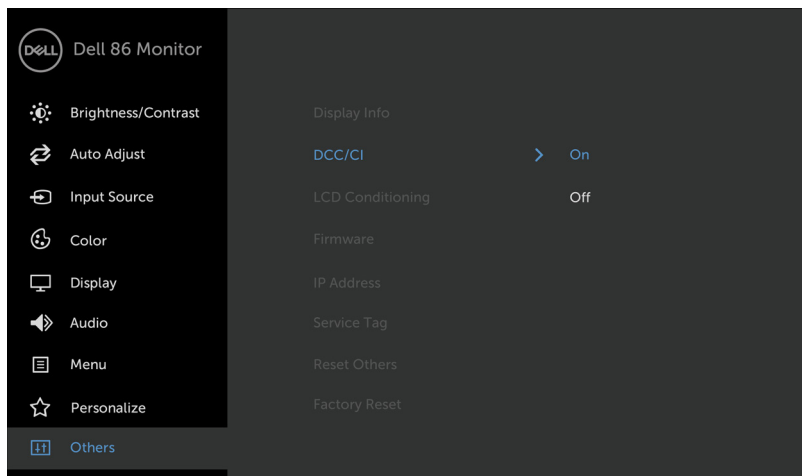 DELL Dell 86 Monitor
Brightness/Contrast
Auto Adjust
Input Source
Color
Display
Audio
Menu
Personalize
Others
Display Info
DCC/CI On
LCD Conditioning Off
Firmware
IP Address
Service Tag
Reset Others
Factory Reset